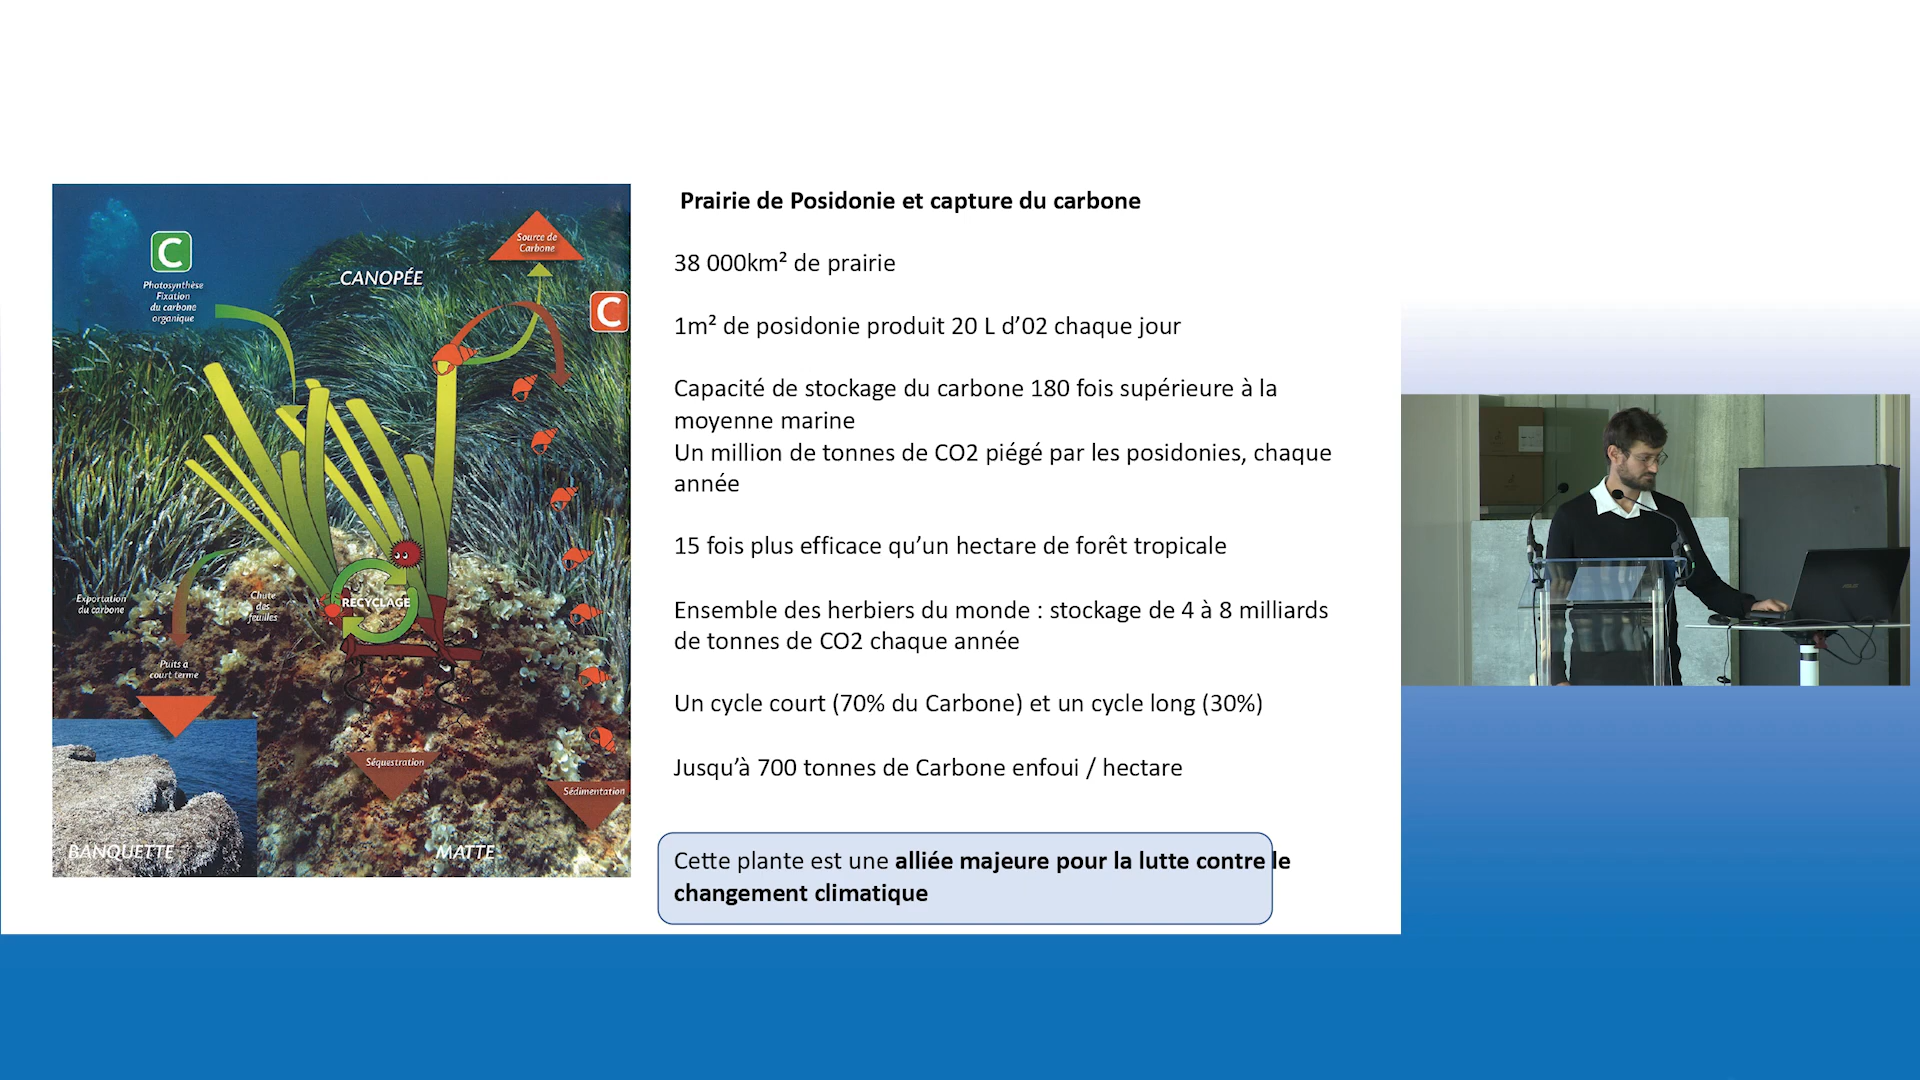 Prairie de Posidonie et capture du carbone
38 000km² de prairie
1m² de posidonie produit 20 L d’02 chaque jour
Capacité de stockage du carbone 180 fois supérieure à la
moyenne marine
Un million de tonnes de CO2 piégé par les posidonies, chaque
année
15 fois plus efficace qu’un hectare de forêt tropicale
Ensemble des herbiers du monde : stockage de 4 à 8 milliards
de tonnes de CO2 chaque année
Un cycle court (70% du Carbone) et un cycle long (30%)
Jusqu’à 700 tonnes de Carbone enfoui / hectare
Cette plante est une alliée majeure pour la lutte contre le
changement climatique
C
Photosynthèse
Fixation
du carbone
organique
CANOPÉE
Source de
Carbone
C
RECYCLAGE
Exportation
du carbone
Chute
des
feuilles
Puits à
court terme
Séquestration
Sédimentation
BANQUETTE
MATTE